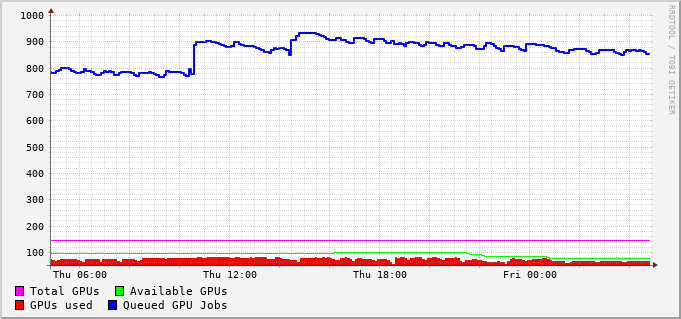 1000
900
800
700
600
500
400
300
200
100
Thu 06:00 Thu 12:00 Thu 18:00 Fri 00:00
Total GPUs Available GPUs
GPUs used Queued GPU Jobs
RRDTOOL / TOBI OETIKER